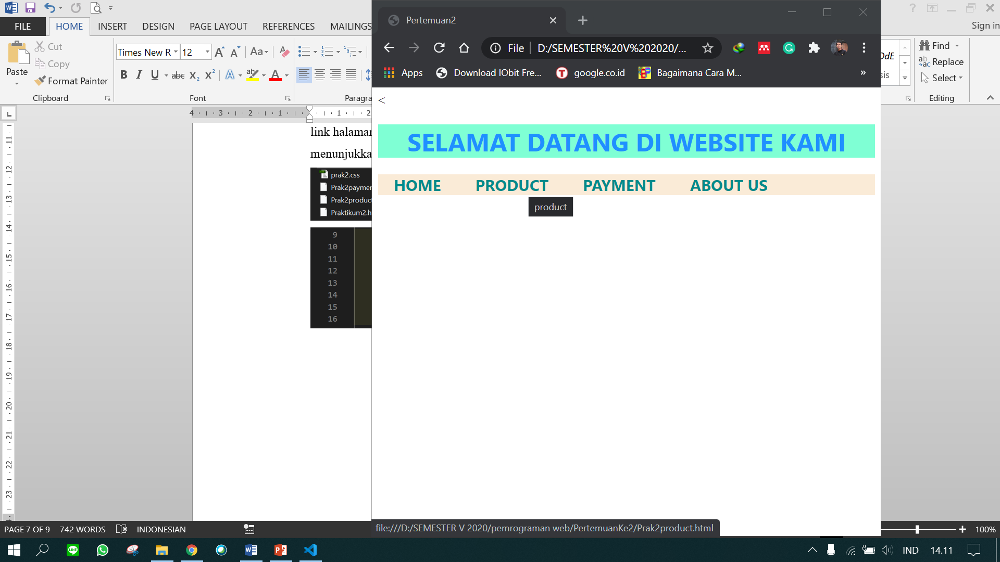 FILE
HOME
INSERT
DESIGN
PAGE LAYOUT
REFERENCES
MAILINGS
Sign in
Paste
Cut
Copy
Format Painter
Clipboard
Times New R
12
Font
Paragra
Find
Replace
Select
Editing
Pertemuan2
File
D:/SEMESTER%20V%202020/...
Apps
Download IObit Fre...
google.co.id
Bagaimana Cara M...
<
SELAMAT DATANG DI WEBSITE KAMI
HOME PRODUCT PAYMENT ABOUT US
product
link halaman
menunjukka
prak2.css
Prak2paymen
Prak2product
Praktikum2.h
9
10
11
12
13
14
15
16
file:///D:/SEMESTER V 2020/pemrograman web/PertemuanKe2/Prak2product.html
PAGE 7 OF 9 742 WORDS INDONESIAN
100%
IND 14.11